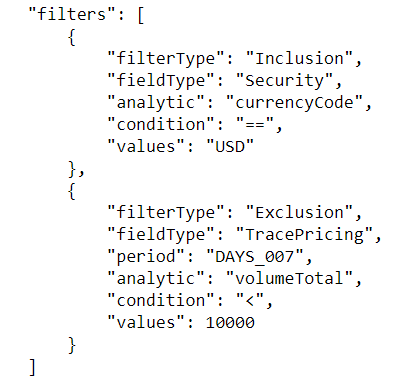 "filters": [
    {
        "filterType": "Inclusion",
        "fieldType": "Security",
        "analytic": "currencyCode",
        "condition": "==",
        "values": "USD"
    },
    {
        "filterType": "Exclusion",
        "fieldType": "TracePricing",
        "period": "DAYS_007",
        "analytic": "volumeTotal",
        "condition": "<",
        "values": 10000
    }
]